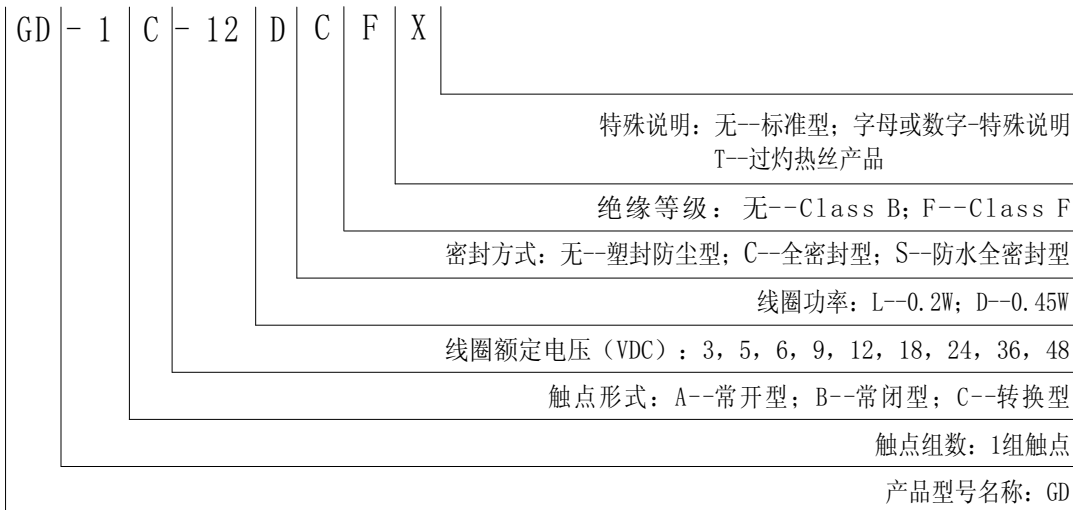 GD - 1 C - 12 D C F X
特殊说明：无--标准型；字母或数字-特殊说明
T--过灼热丝产品
绝缘等级：无--Class B；F--Class F
密封方式：无--塑封防尘型；C--全密封型；S--防水全密封型
线圈功率：L--0.2W；D--0.45W
线圈额定电压（VDC）：3，5，6，9，12，18，24，36，48
触点形式：A--常开型；B--常闭型；C--转换型
触点组数：1组触点
产品型号名称：GD